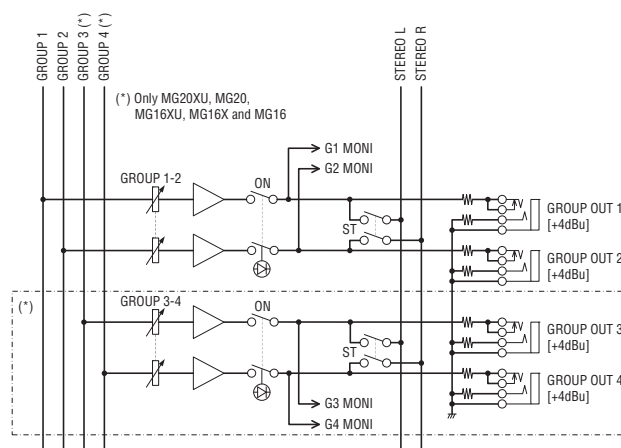 GROUP 1
GROUP 2
GROUP 3 (*)
GROUP 4 (*)
STEREO L
STEREO R
(*) Only MG20XU, MG20,
MG16XU, MG16X and MG16
G1 MONI
G2 MONI
GROUP 1-2
ON
ST
GROUP OUT 1
[+4dBu]
GROUP OUT 2
[+4dBu]
(*)
GROUP 3-4
ON
ST
GROUP OUT 3
[+4dBu]
GROUP OUT 4
[+4dBu]
G3 MONI
G4 MONI